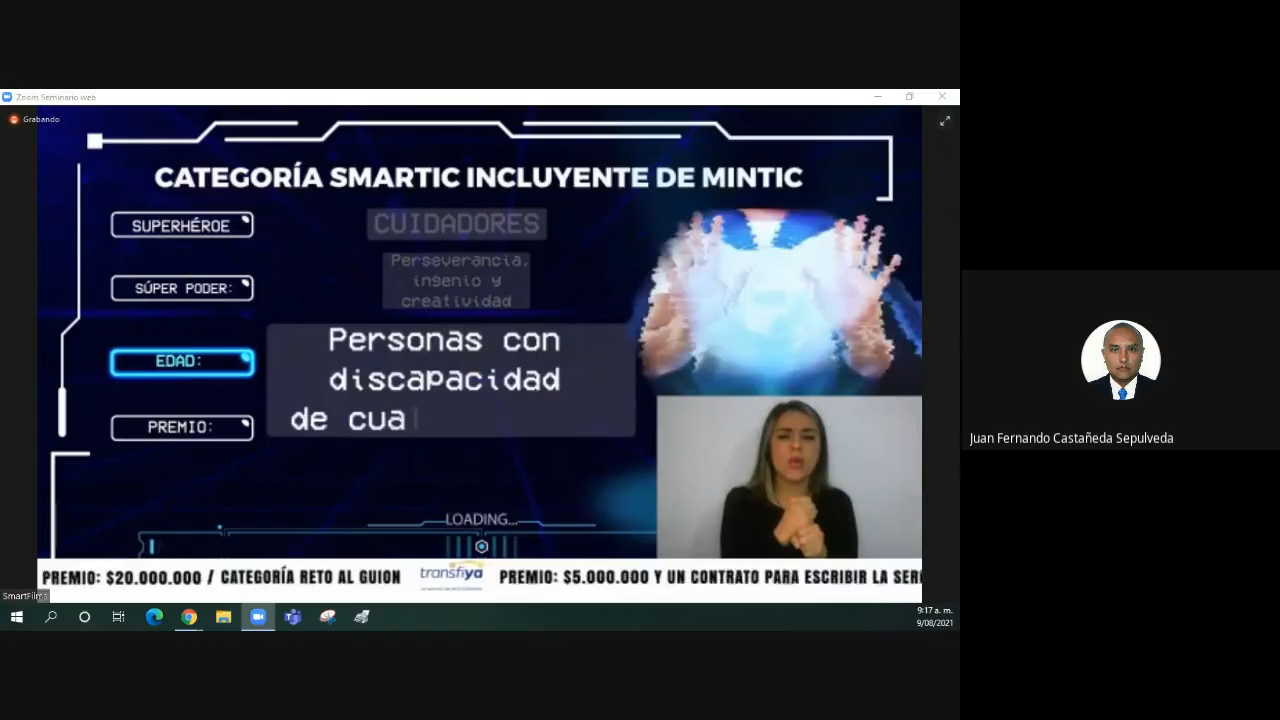 Zoom Seminario web
Grabando
CATEGORÍA SMARTIC INCLUYENTE DE MINTIC
SUPERHÉROE
CUIDADORES
SÚPER PODER:
Perseverancia,
ingenio y
creatividad
EDAD:
Personas con
discapacidad
de cua
PREMIO:
LOADING...
PREMIO: $20.000.000 / CATEGORÍA RETO AL GUION
transfiya
PREMIO: $5.000.000 Y UN CONTRATO PARA ESCRIBIR LA SER
SmartFilms
9:17 a. m.
9/08/2021
Juan Fernando Castañeda Sepulveda